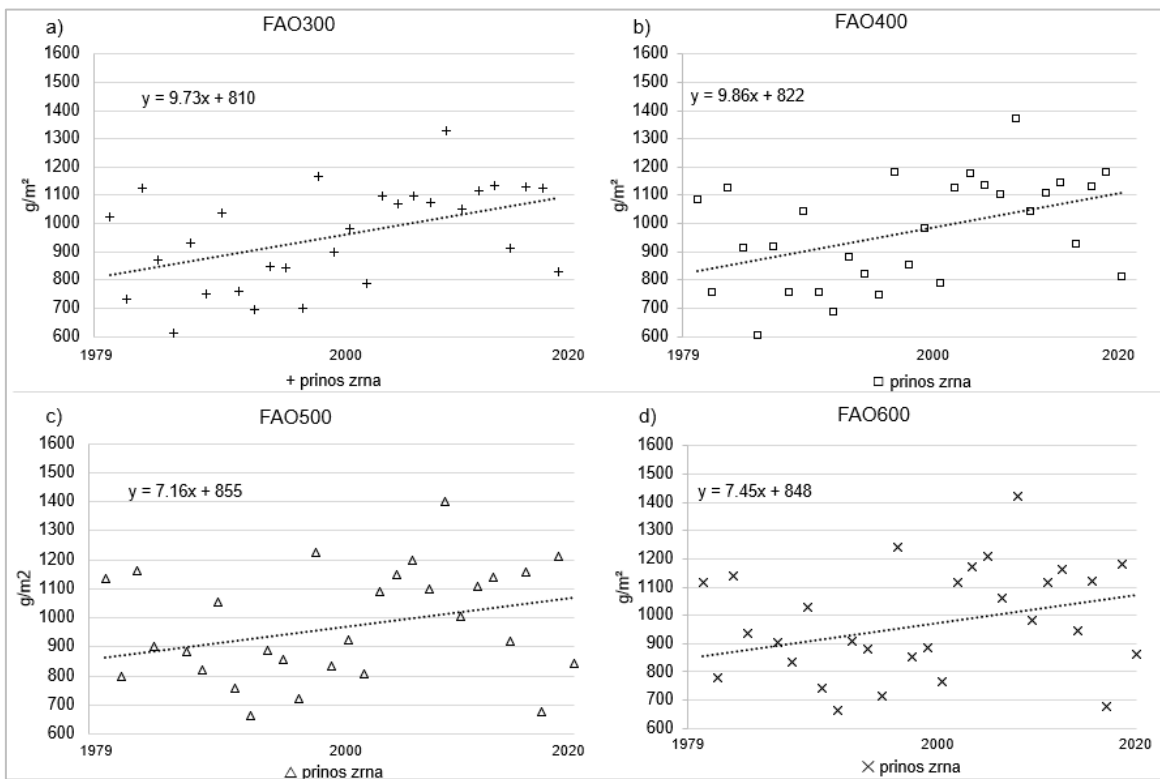 a)
FAO300
1600
1500
1400
1300
1200
1100
1000
900
800
700
600
g/m²
y = 9.73x + 810
1979
2000
2020
prinos zrna
b)
FAO400
1600
1500
1400
1300
1200
1100
1000
900
800
700
600
g/m²
y = 9.86x + 822
1979
2000
2020
prinos zrna
c)
FAO500
1600
1500
1400
1300
1200
1100
1000
900
800
700
600
g/m2
y = 7.16x + 855
1979
2000
2020
prinos zrna
d)
FAO600
1600
1500
1400
1300
1200
1100
1000
900
800
700
600
g/m²
y = 7.45x + 848
1979
2000
2020
prinos zrna